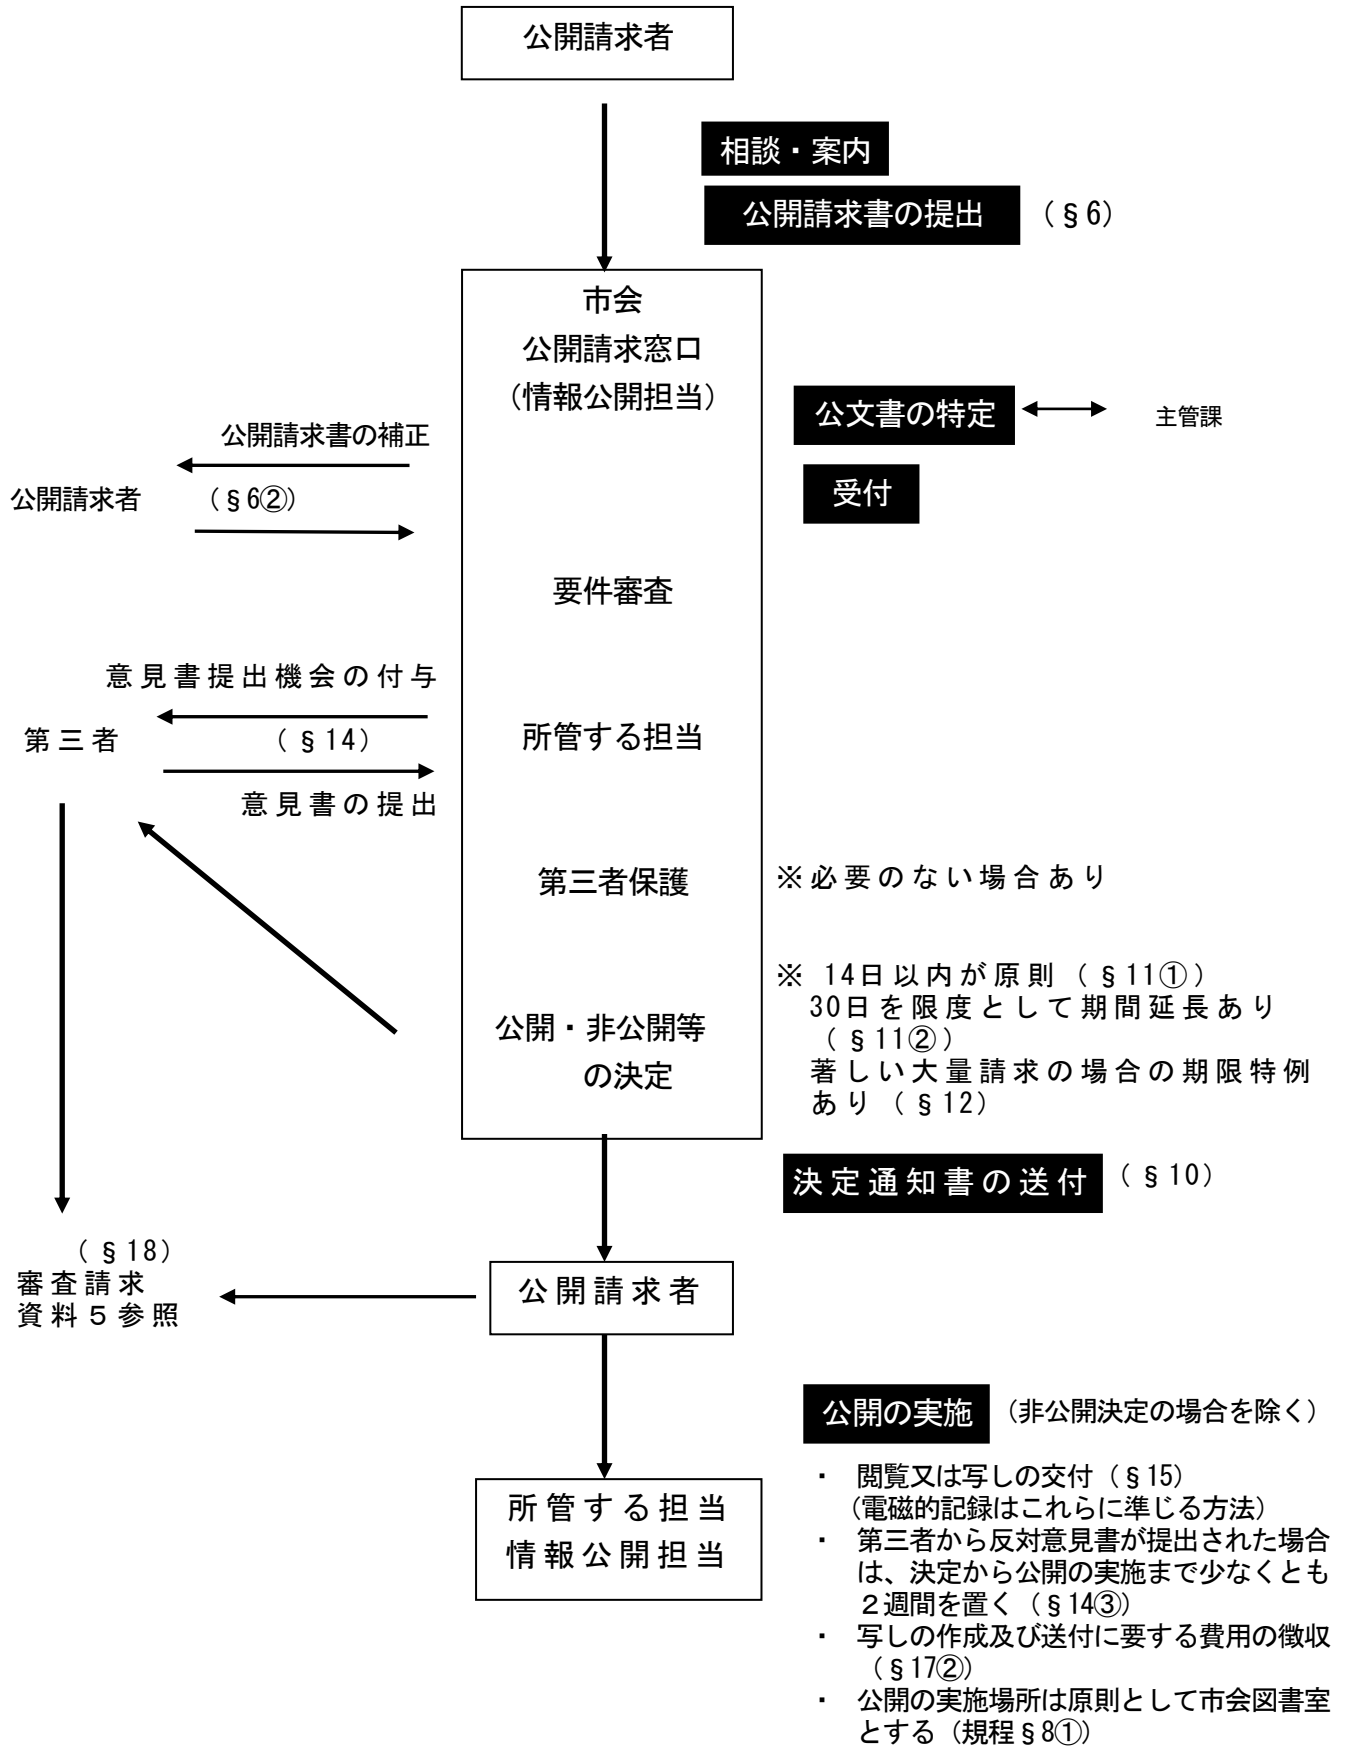 公開請求者
相談・案内
公開請求書の提出 （§6）
市会
公開請求窓口
（情報公開担当）
公文書の特定 主管課
公開請求書の補正
受付
公開請求者 （§6②）
要件審査
意見書提出機会の付与
第三者 （§14） 所管する担当
意見書の提出
第三者保護 ※必要のない場合あり
※ 14日以内が原則（§11①）
30日を限度として期間延長あり
（§11②）
著しい大量請求の場合の期限特例
あり（§12）
公開・非公開等
の決定
決定通知書の送付 （§10）
（§18）
審査請求
資料５参照
公開請求者
公開の実施 （非公開決定の場合を除く）
・ 閲覧又は写しの交付（§15）
（電磁的記録はこれらに準じる方法）
・ 第三者から反対意見書が提出された場合
は、決定から公開の実施まで少なくとも
２週間を置く（§14③）
・ 写しの作成及び送付に要する費用の徴収
（§17②）
・ 公開の実施場所は原則として市会図書室
とする（規程§8①）
所管する担当
情報公開担当